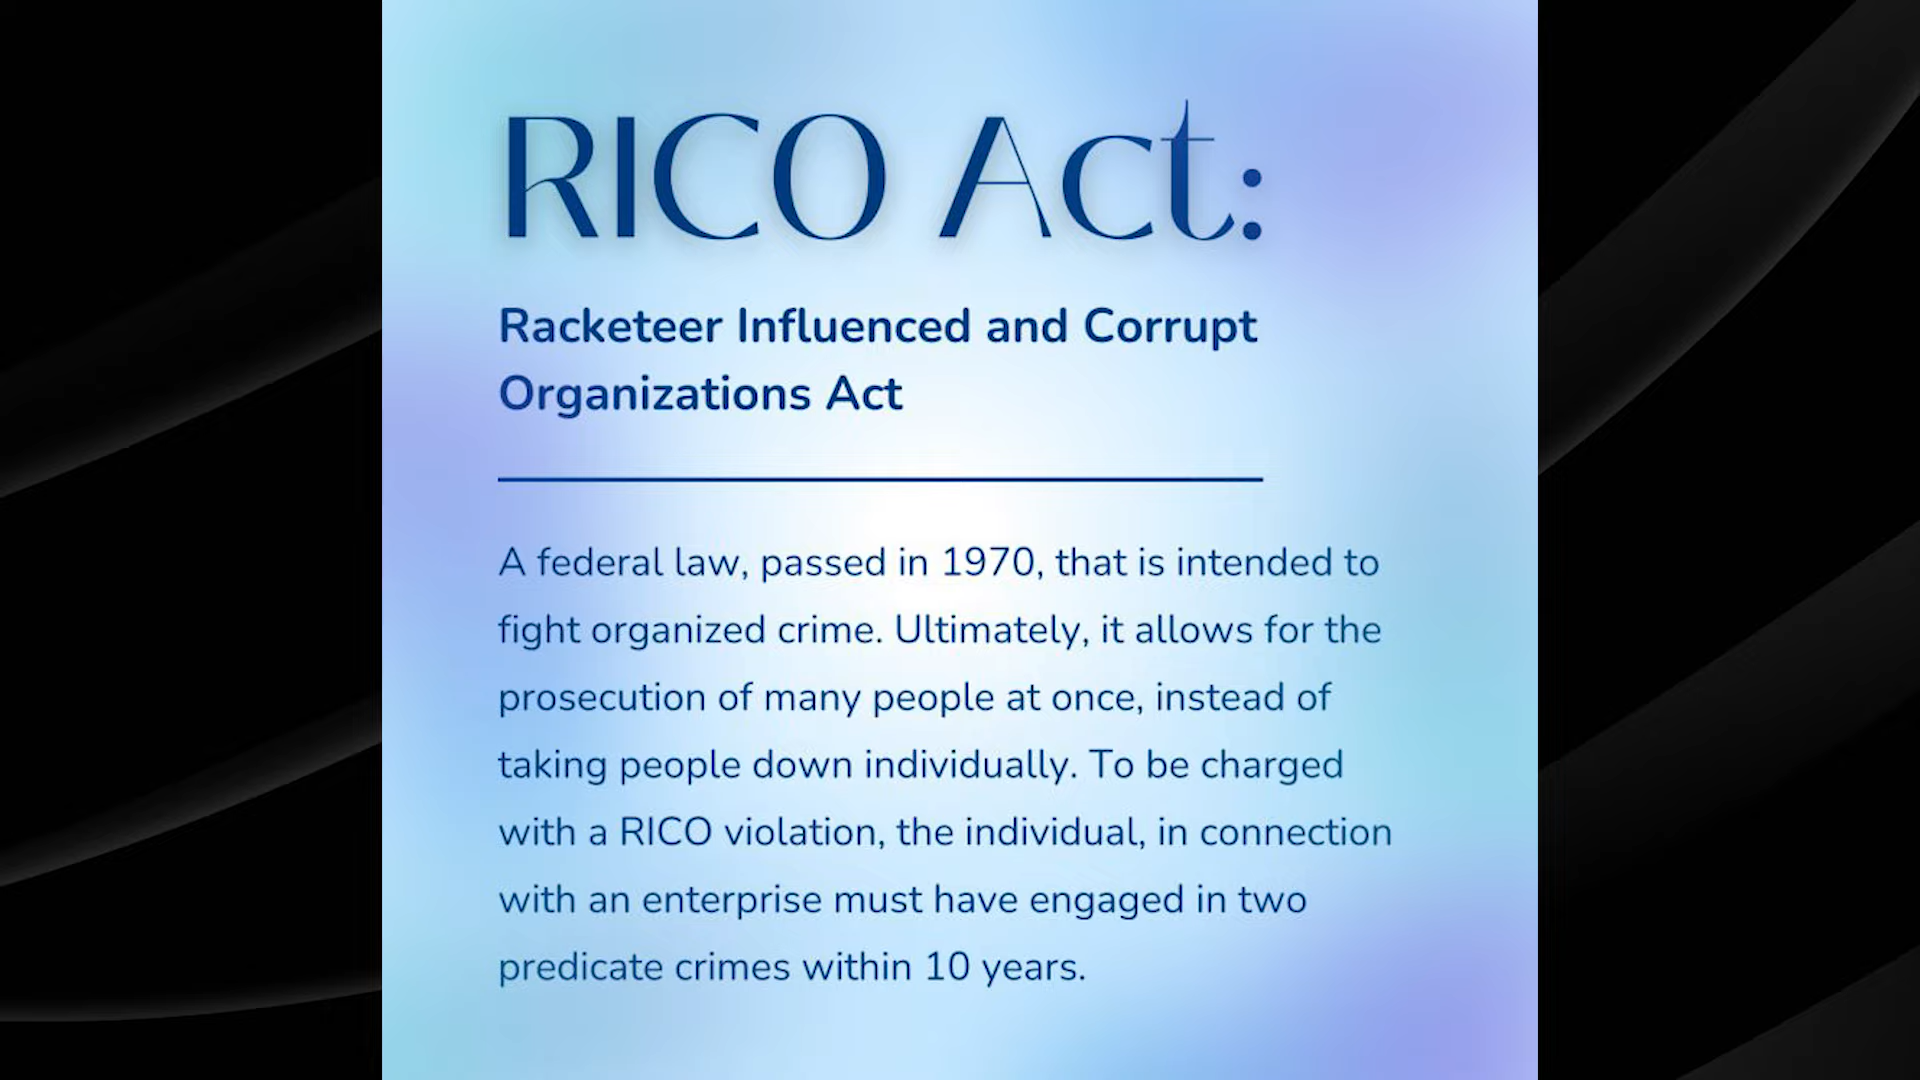 RICO Act:
Racketeer Influenced and Corrupt
Organizations Act
A federal law, passed in 1970, that is intended to
fight organized crime. Ultimately, it allows for the
prosecution of many people at once, instead of
taking people down individually. To be charged
with a RICO violation, the individual, in connection
with an enterprise must have engaged in two
predicate crimes within 10 years.